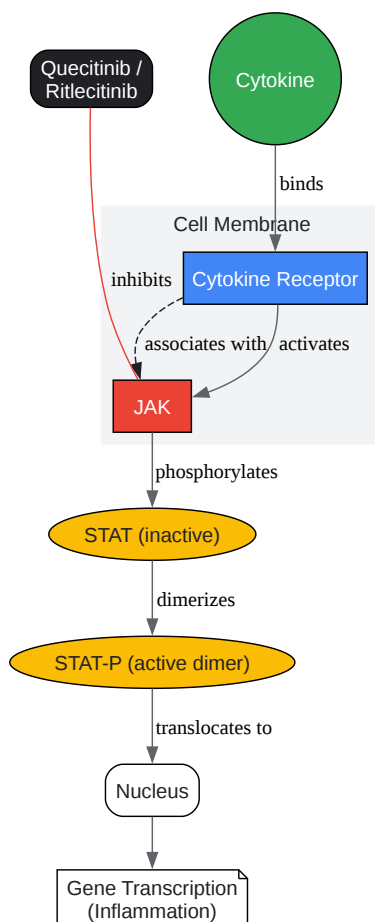 Quecitinib /
Ritlecitinib
Cytokine
binds
Cell Membrane
Cytokine Receptor
inhibits
associates with
activates
JAK
phosphorylates
STAT (inactive)
dimerizes
STAT-P (active dimer)
translocates to
Nucleus
Gene Transcription
(Inflammation)